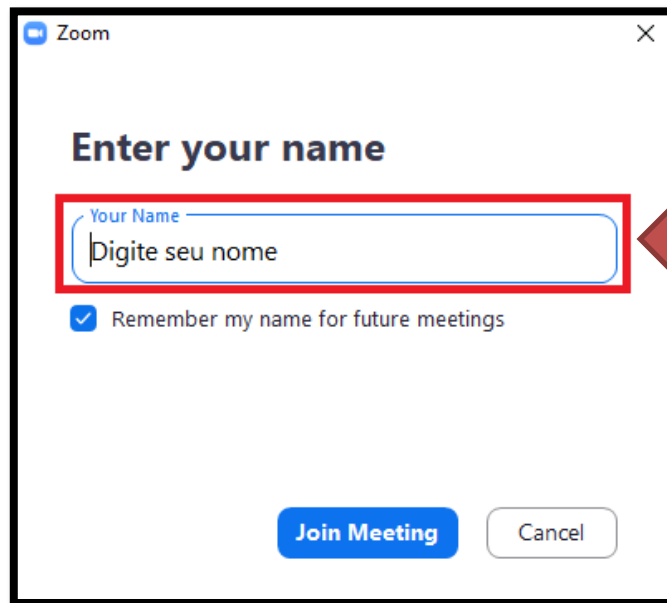 Zoom
Enter your name
Your Name
Digite seu nome
Remember my name for future meetings
Join Meeting
Cancel